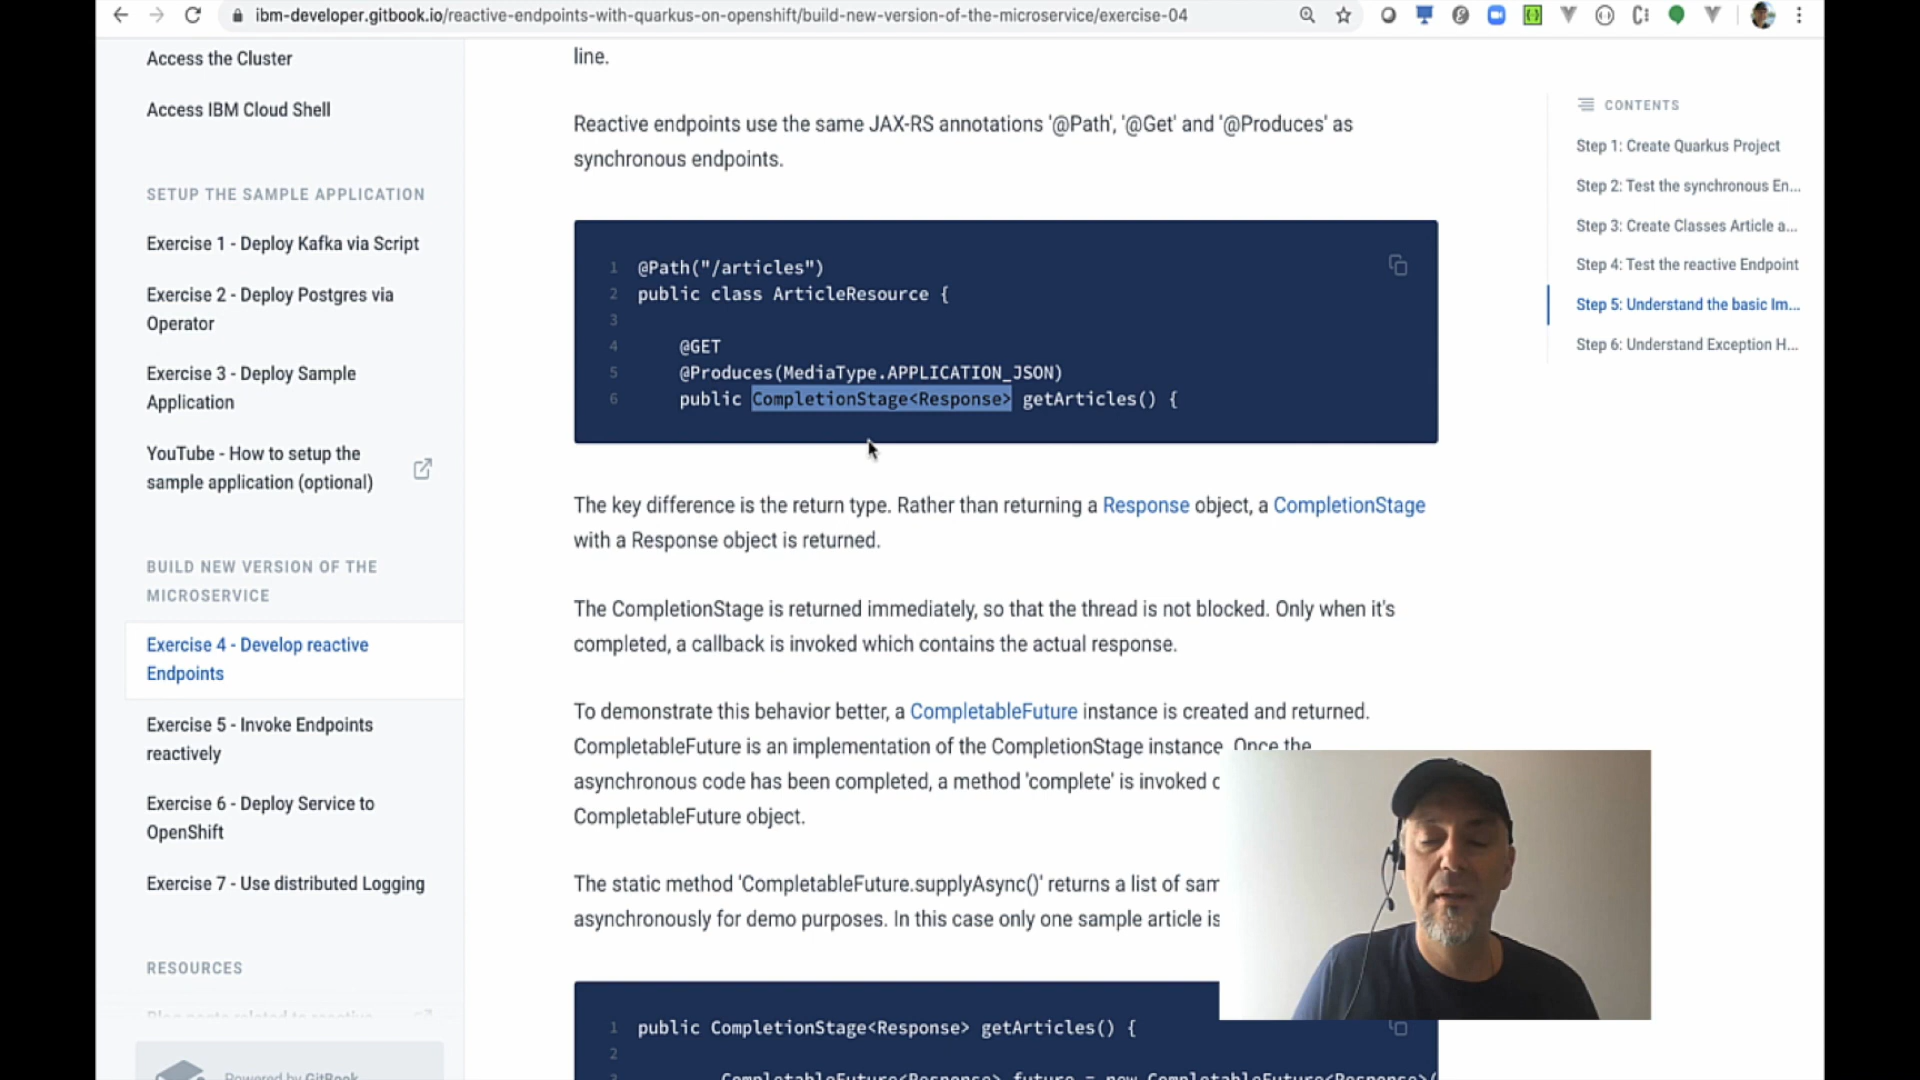 ibm-developer.gitbook.io/reactive-endpoints-with-quarkus-on-openshift/build-new-version-of-the-microservice/exercise-04
Access the Cluster
Access IBM Cloud Shell
SETUP THE SAMPLE APPLICATION
Exercise 1 - Deploy Kafka via Script
Exercise 2 - Deploy Postgres via
Operator
Exercise 3 - Deploy Sample
Application
YouTube - How to setup the
sample application (optional)
BUILD NEW VERSION OF THE
MICROSERVICE
Exercise 4 - Develop reactive
Endpoints
Exercise 5 - Invoke Endpoints
reactively
Exercise 6 - Deploy Service to
OpenShift
Exercise 7 - Use distributed Logging
RESOURCES
Blog posts related to reactive
Powered by GitBook
line.
Reactive endpoints use the same JAX-RS annotations '@Path', '@Get' and '@Produces' as
synchronous endpoints.
1 @Path("/articles")
2 public class ArticleResource {
3
4 @GET
5 @Produces(MediaType.APPLICATION_JSON)
6 public CompletionStage<Response> getArticles() {
The key difference is the return type. Rather than returning a Response object, a CompletionStage
with a Response object is returned.
The CompletionStage is returned immediately, so that the thread is not blocked. Only when it's
completed, a callback is invoked which contains the actual response.
To demonstrate this behavior better, a CompletableFuture instance is created and returned.
CompletableFuture is an implementation of the CompletionStage instance. Once the
asynchronous code has been completed, a method 'complete' is invoked
CompletableFuture object.
The static method 'CompletableFuture.supplyAsync()' returns a list of
asynchronously for demo purposes. In this case only one sample article is
1 public CompletionStage<Response> getArticles() {
2
3 CompletableFuture<Response> future = new CompletableFuture<Response>(
CONTENTS
Step 1: Create Quarkus Project
Step 2: Test the synchronous En...
Step 3: Create Classes Article a...
Step 4: Test the reactive Endpoint
Step 5: Understand the basic Im...
Step 6: Understand Exception H...